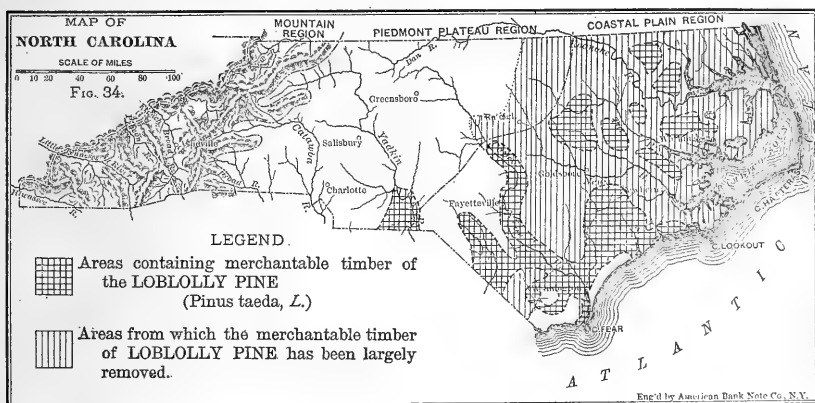 MAP OF
NORTH CAROLINA
SCALE OF MILES
10 0 20 40 60 80 100
FIG. 34.
MOUNTAIN
REGION
PIEDMONT PLATEAU REGION
COASTAL PLAIN REGION
Dan R.
Greensboro
Salisbury
Yadkin
Catawba
R.
Charlotte
Fayetteville
Goldsboro
C. HATTERAS
C. LOOKOUT
C. FEAR
ATLANTIC
LEGEND.
Areas containing merchantable timber of
the LOBLOLLY PINE
(Pinus taeda, L.)
Areas from which the merchantable timber
of LOBLOLLY PINE has been largely
removed.
Eng'd by American Bank Note Co., N.Y.